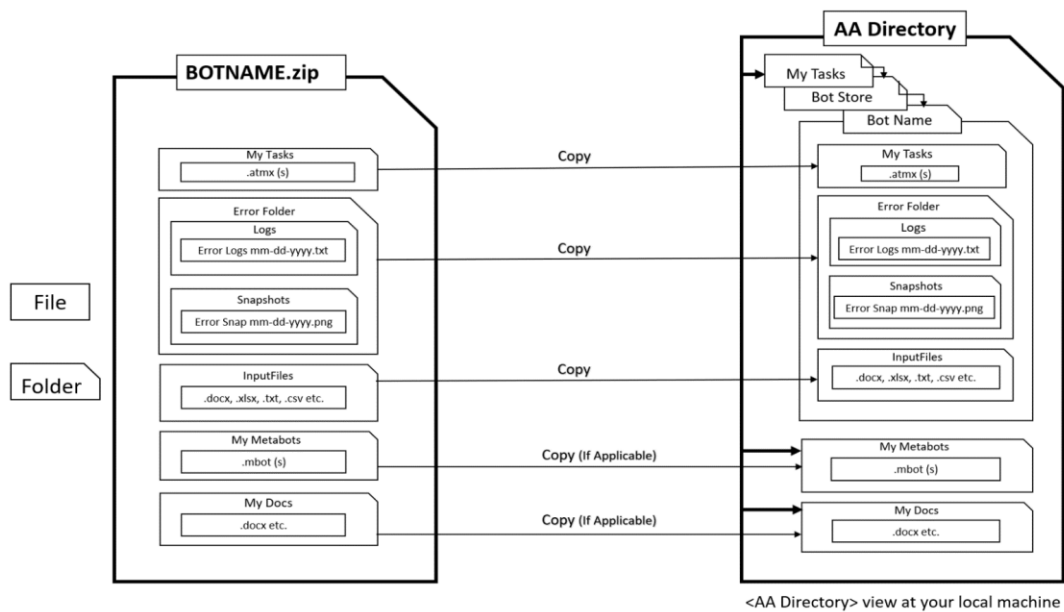 AA Directory
BOTNAME.zip
My Tasks
Bot Store
Bot Name
My Tasks
.atmx (s)
Copy
My Tasks
.atmx (s)
Error Folder
Logs
Error Logs mm-dd-yyyy.txt
Snapshots
Error Snap mm-dd-yyyy.png
Copy
Error Folder
Logs
Error Logs mm-dd-yyyy.txt
Snapshots
Error Snap mm-dd-yyyy.png
File
Folder
InputFiles
.docx, .xlsx, .txt, .csv etc.
Copy
InputFiles
.docx, .xlsx, .txt, .csv etc.
My Metabots
.mbot (s)
Copy (If Applicable)
My Metabots
.mbot (s)
My Docs
.docx etc.
Copy (If Applicable)
My Docs
.docx etc.
<AA Directory> view at your local machine